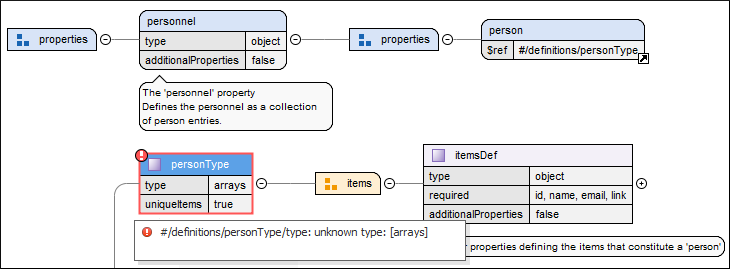 personnel
properties
type object
additionalProperties false
properties
person
$ref #/definitions/personType
The 'personnel' property
Defines the personnel as a collection
of person entries.
personType
type arrays
uniqueItems true
items
itemsDef
type object
required id, name, email, link
additionalProperties false
#/definitions/personType/type: unknown type: [arrays]
properties defining the items that constitute a 'person'